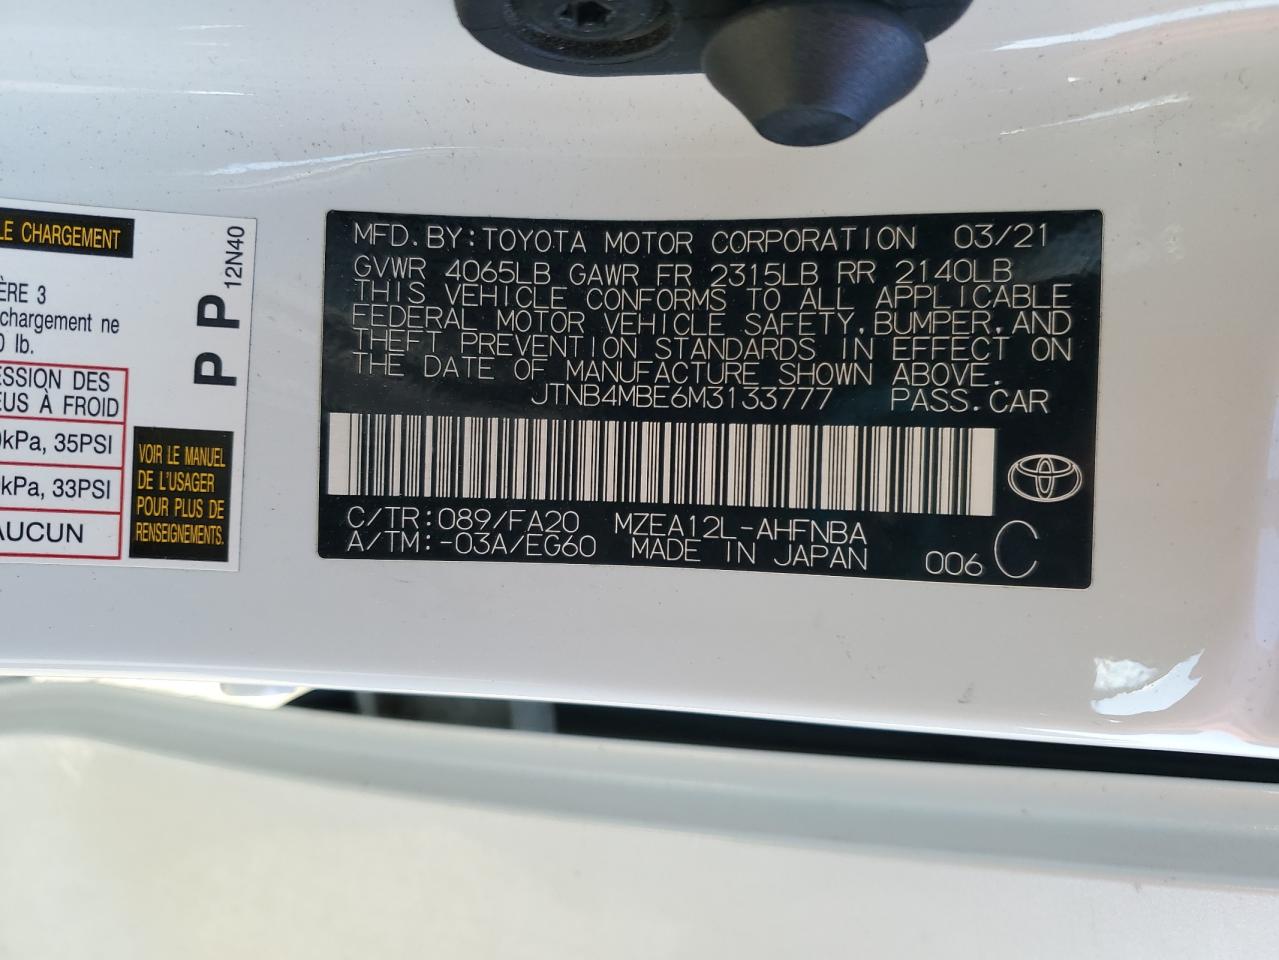 LE CHARGEMENT
12N40
ÈRE 3
chargement ne
0 lb.
P P
ESSION DES
EUS À FROID
kPa, 35PSI
kPa, 33PSI
AUCUN
VOIR LE MANUEL
DE L'USAGER
POUR PLUS DE
RENSEIGNEMENTS.
MFD.BY:TOYOTA MOTOR CORPORATION 03/21
GVWR 4065LB GAWR FR 2315LB RR 2140LB
THIS VEHICLE CONFORMS TO ALL APPLICABLE
FEDERAL MOTOR VEHICLE SAFETY,BUMPER,AND
THEFT PREVENTION STANDARDS IN EFFECT ON
THE DATE OF MANUFACTURE SHOWN ABOVE.
JTNB4MBE6M3133777 PASS.CAR
C/TR:089/FA20 MZEA12L-AHFNBA
A/TM:-03A/EG60 MADE IN JAPAN 006 C